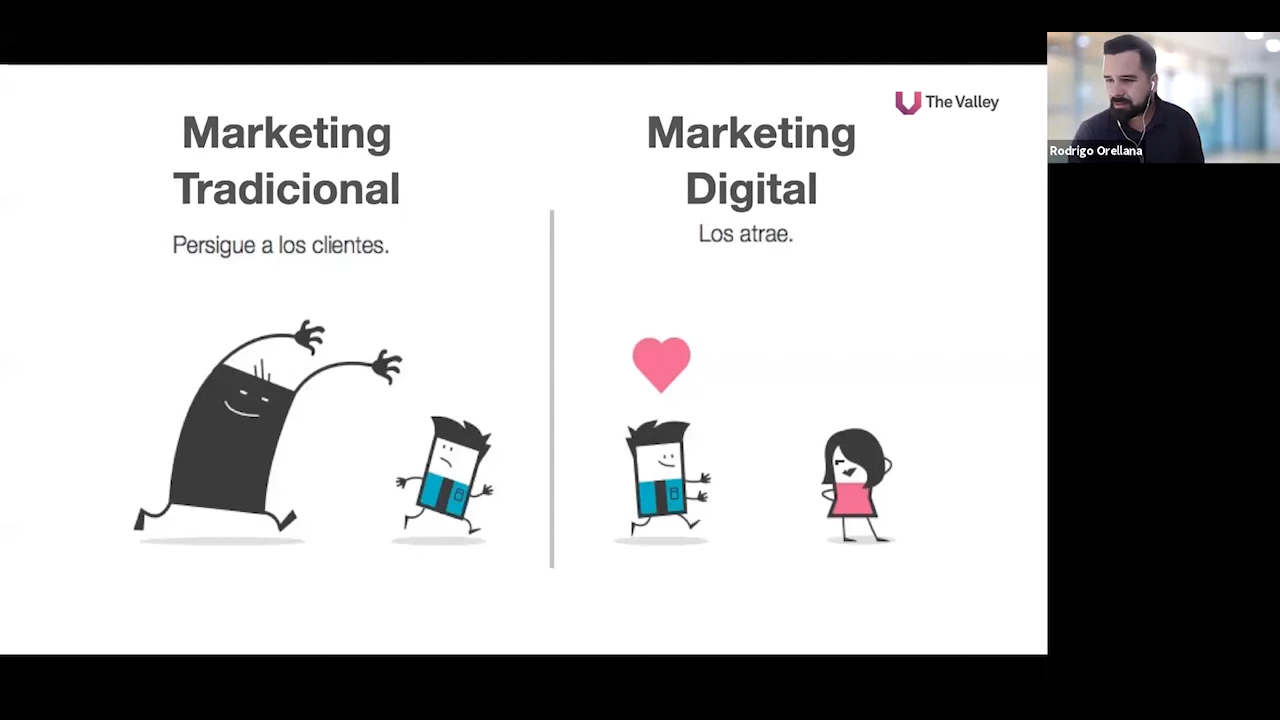 Marketing
Tradicional
Persigue a los clientes.
Marketing
Digital
Los atrae.
The Valley
Rodrigo Orellana